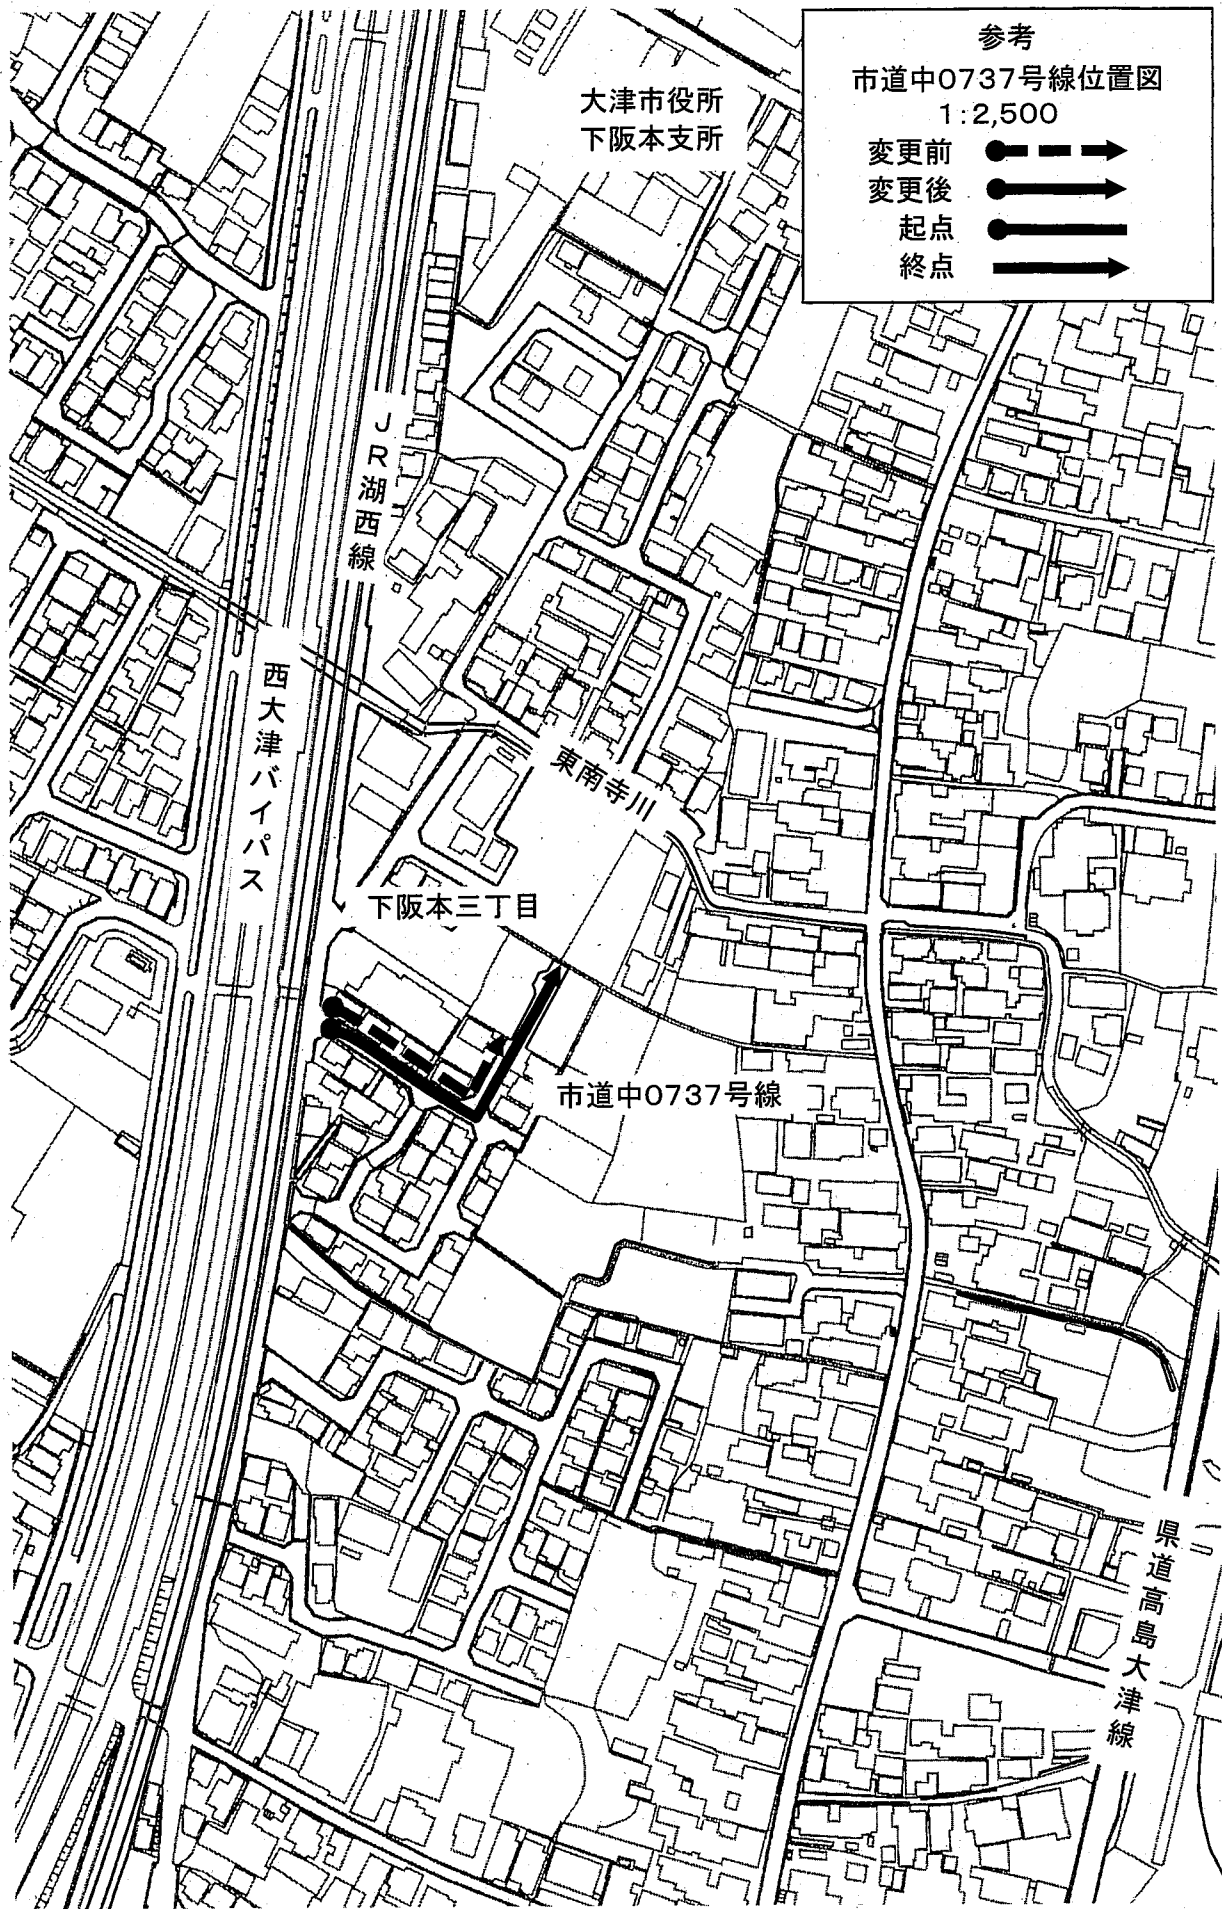 参考
市道中0737号線位置図
1:2,500
変更前
変更後
起点
終点
大津市役所
下阪本支所
JR湖西線
西大津バイパス
東南寺川
下阪本三丁目
市道中0737号線
県道高島大津線